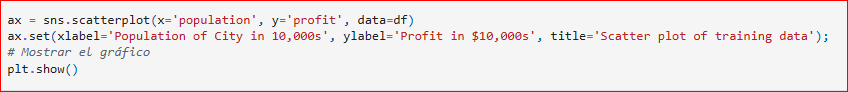 ax = sns.scatterplot(x='population', y='profit', data=df)
ax.set(xlabel='Population of City in 10,000s', ylabel='Profit in $10,000s', title='Scatter plot of training data');
# Mostrar el gráfico
plt.show()